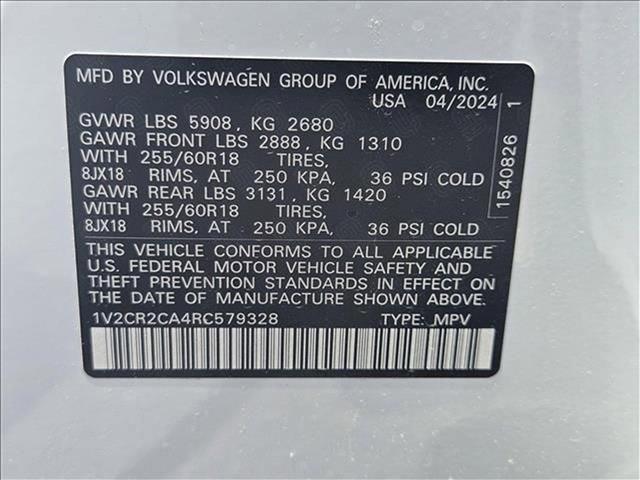 MFD BY VOLKSWAGEN GROUP OF AMERICA, INC.
USA 04/2024
GVWR LBS 5908, KG 2680
GAWR FRONT LBS 2888, KG 1310
WITH 255/60R18 TIRES,
8JX18 RIMS, AT 250 KPA, 36 PSI COLD
GAWR REAR LBS 3131, KG 1420
WITH 255/60R18 TIRES,
8JX18 RIMS, AT 250 KPA, 36 PSI COLD
THIS VEHICLE CONFORMS TO ALL APPLICABLE
U.S. FEDERAL MOTOR VEHICLE SAFETY AND
THEFT PREVENTION STANDARDS IN EFFECT ON
THE DATE OF MANUFACTURE SHOWN ABOVE.
1V2CR2CA4RC579328 TYPE: MPV
1540826 1